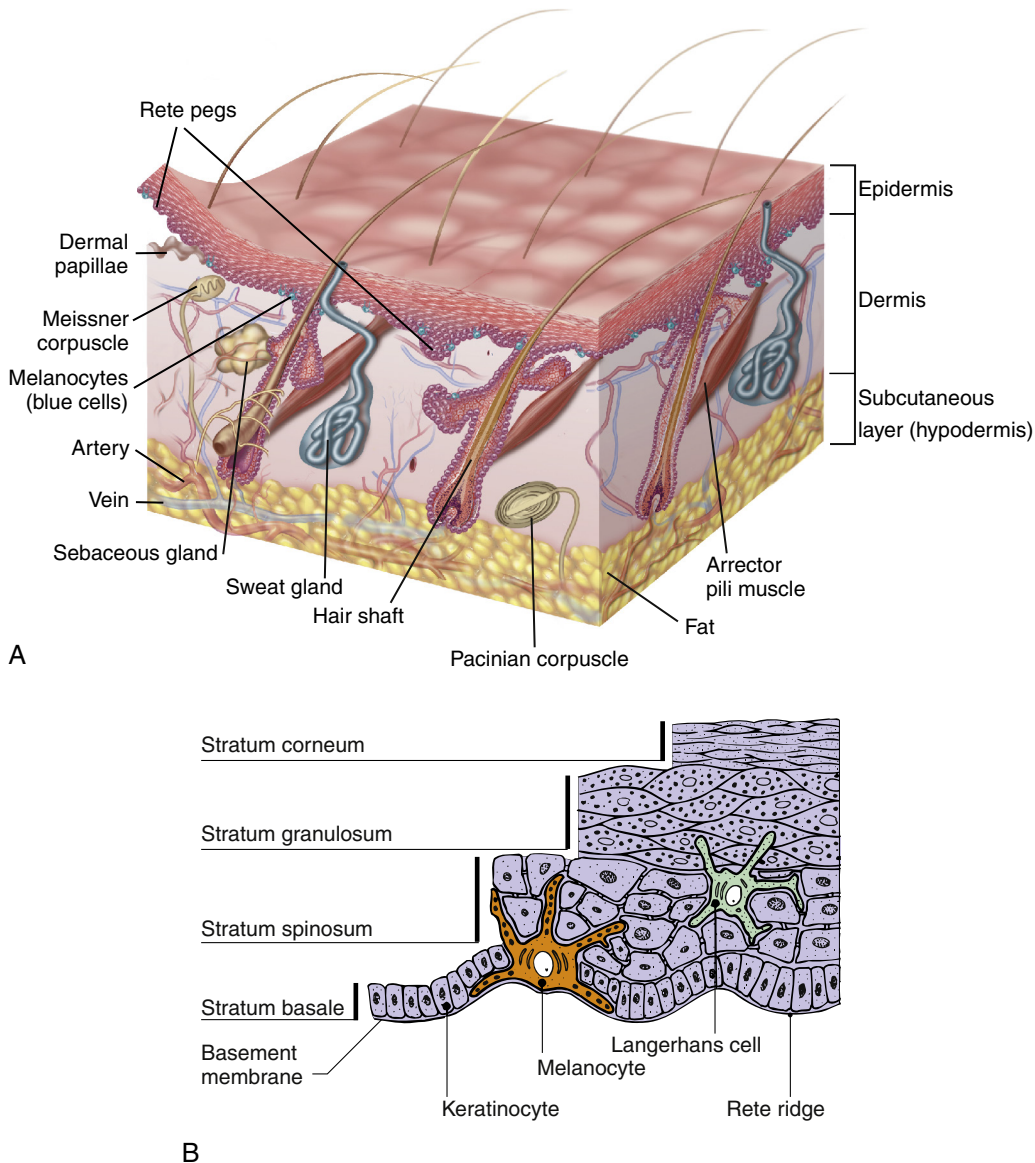 Rete pegs
Epidermis
Dermal
papillae
Meissner
corpuscle
Dermis
Melanocytes
(blue cells)
Subcutaneous
layer (hypodermis)
Artery
Vein
Sebaceous gland
Sweat gland
Hair shaft
Arrector
pili muscle
Fat
Pacinian corpuscle
A
Stratum corneum
Stratum granulosum
Stratum spinosum
Stratum basale
Basement
membrane
Langerhans cell
Melanocyte
Keratinocyte
Rete ridge
B